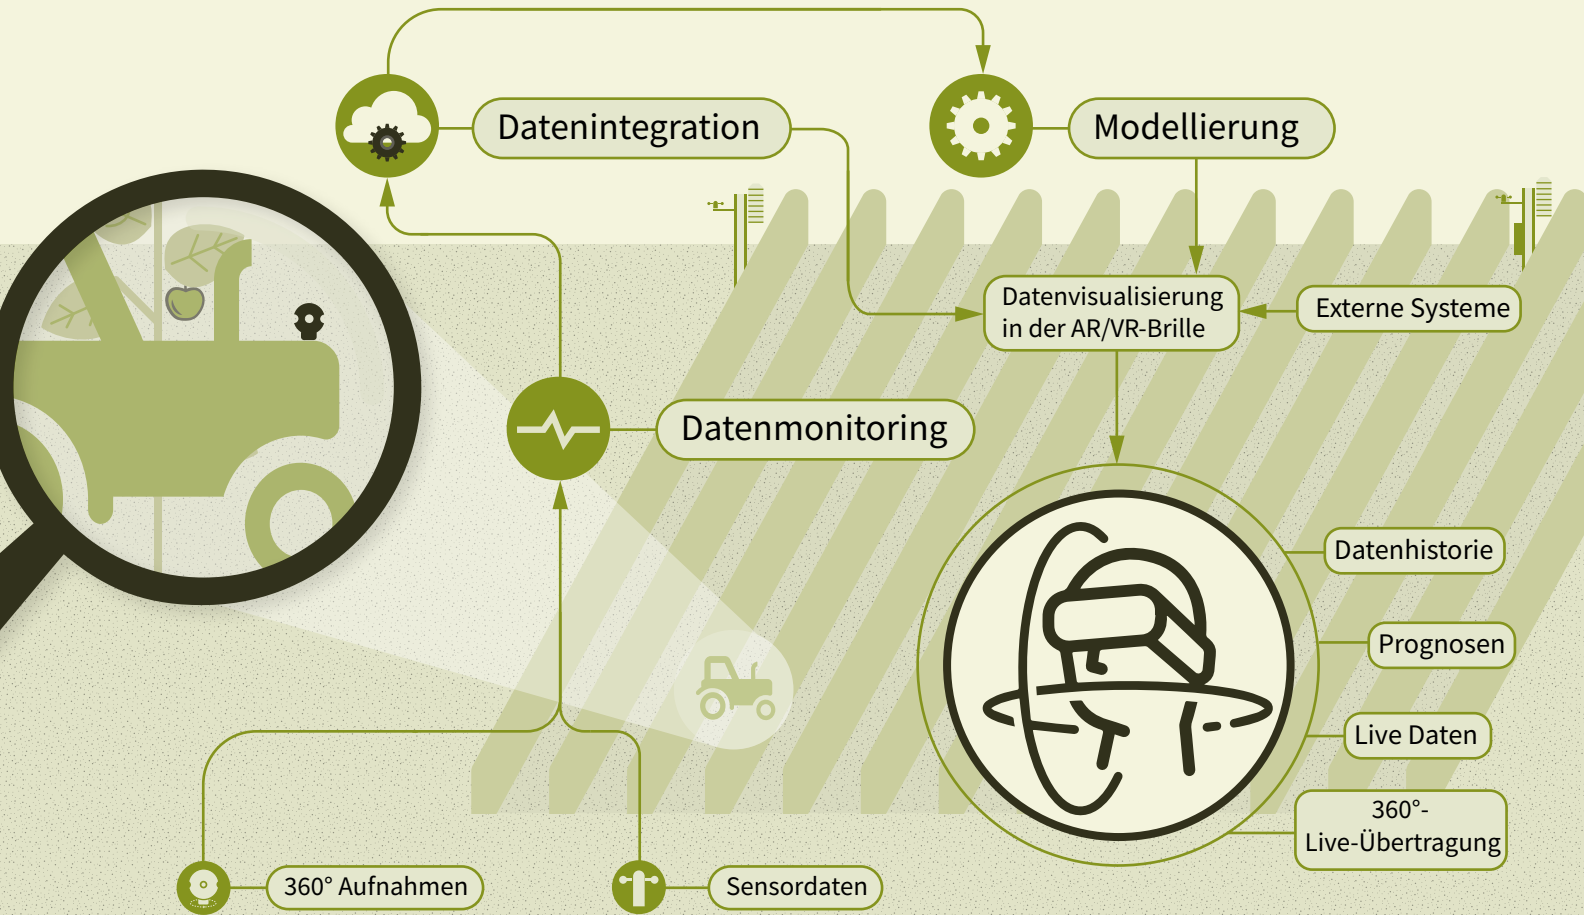 Datenintegration
Modellierung
Datenvisualisierung
in der AR/VR-Brille
Externe Systeme
Datenmonitoring
Datenhistorie
Prognosen
Live Daten
360°-
Live-Übertragung
360° Aufnahmen
Sensordaten